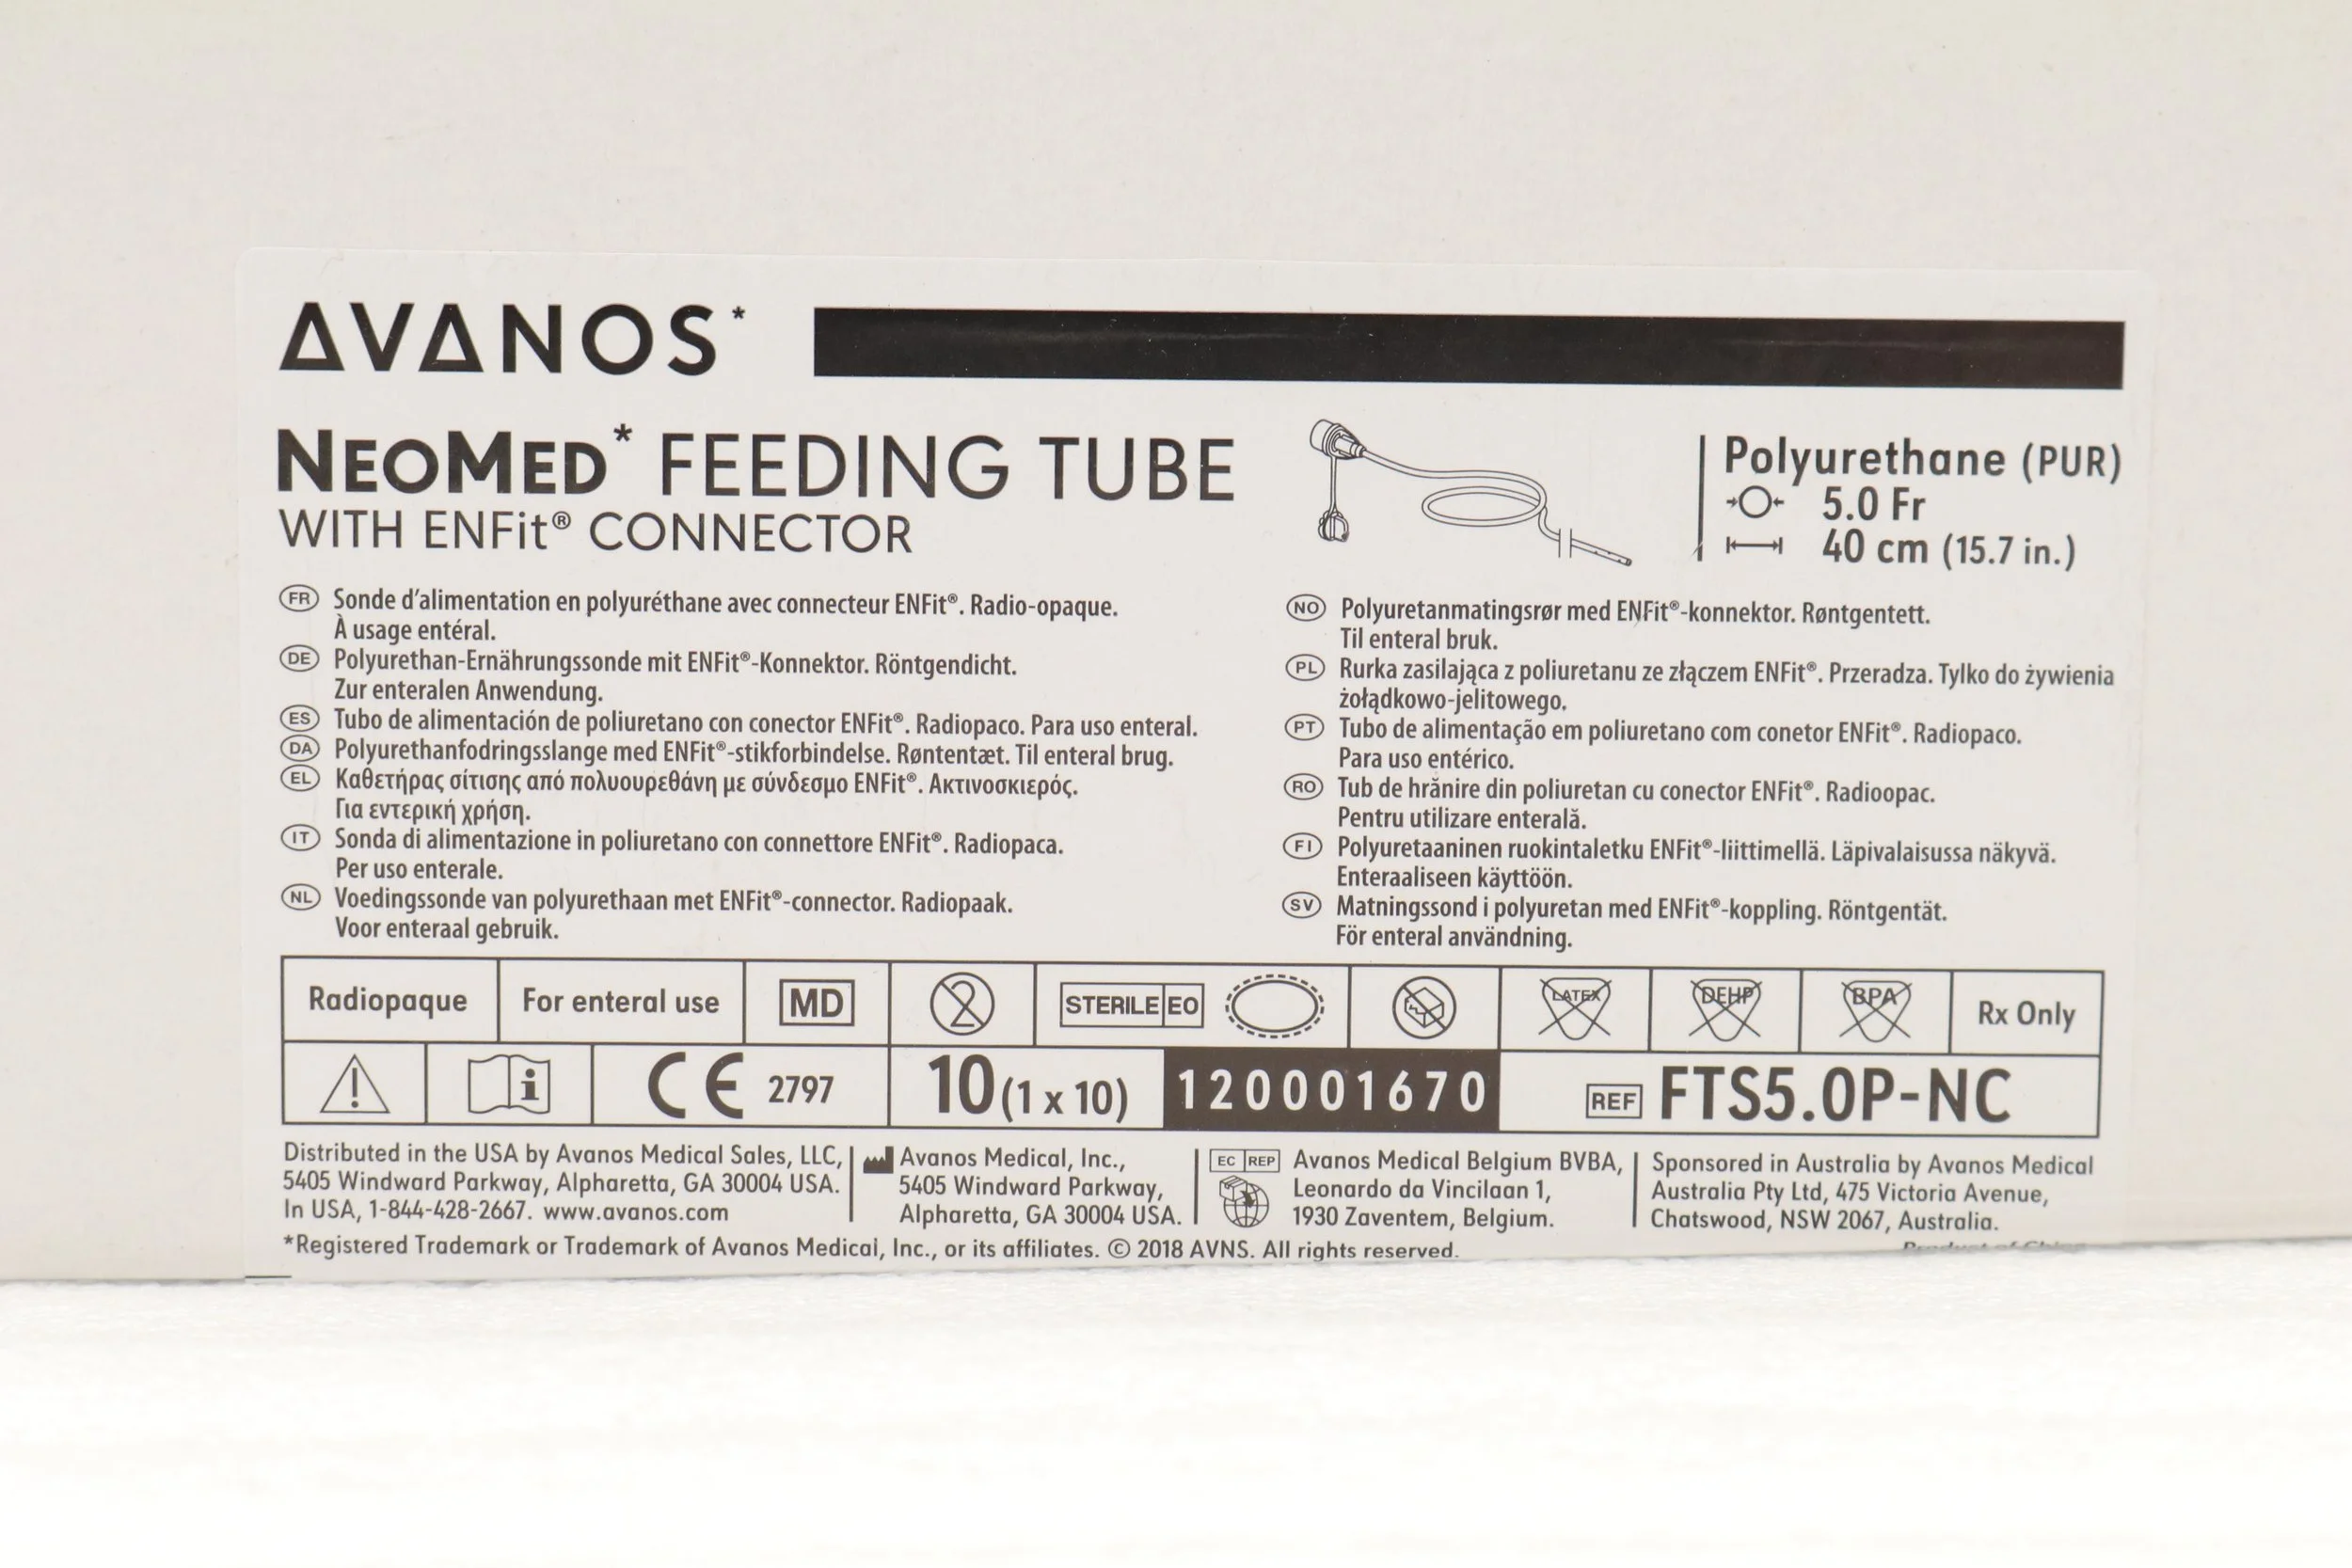 AVANOS*
NEOMED* FEEDING TUBE
WITH ENFit® CONNECTOR
Polyurethane (PUR)
5.0 Fr
40 cm (15.7 in.)
FR Sonde d'alimentation en polyuréthane avec connecteur ENFit®. Radio-opaque.
À usage entéral.
DE Polyurethan-Ernährungssonde mit ENFit®-Konnektor. Röntgendicht.
Zur enteralen Anwendung.
ES Tubo de alimentación de poliuretano con conector ENFit®. Radiopaco. Para uso enteral.
DA Polyurethanfodringsslange med ENFit®-stikforbindelse. Røntentæt. Til enteral brug.
EL Καθετήρας σίτισης από πολυουρεθάνη με σύνδεσμο ENFit®. Ακτινοσκιερός.
Για εντερική χρήση.
IT Sonda di alimentazione in poliuretano con connettore ENFit®. Radiopaca.
Per uso enterale.
NL Voedingssonde van polyurethaan met ENFit®-connector. Radiopaak.
Voor enteraal gebruik.
NO Polyuretanmatingsrør med ENFit®-konnektor. Røntgentett.
Til enteral bruk.
PL Rurka zasilająca z poliuretanu ze złączem ENFit®. Przeradza. Tylko do żywienia
żołądkowo-jelitowego.
PT Tubo de alimentação em poliuretano com conetor ENFit®. Radiopaco.
Para uso entérico.
RO Tub de hrănire din poliuretan cu conector ENFit®. Radioopac.
Pentru utilizare enterală.
FI Polyuretaaninen ruokintaletku ENFit®-liittimellä. Läpivalaisussa näkyvä.
Enteraaliseen käyttöön.
SV Matningssond i polyuretan med ENFit®-koppling. Röntgentät.
För enteral användning.
Radiopaque For enteral use MD 2 STERILE EO LATEX DEHP BPA Rx Only
! i CE 2797 10 (1 x 10) 120001670 REF FTS5.0P-NC
Distributed in the USA by Avanos Medical Sales, LLC,
5405 Windward Parkway, Alpharetta, GA 30004 USA.
In USA, 1-844-428-2667. www.avanos.com
Avanos Medical, Inc.,
5405 Windward Parkway,
Alpharetta, GA 30004 USA.
EC REP Avanos Medical Belgium BVBA,
Leonardo da Vincilaan 1,
1930 Zaventem, Belgium.
Sponsored in Australia by Avanos Medical
Australia Pty Ltd, 475 Victoria Avenue,
Chatswood, NSW 2067, Australia.
*Registered Trademark or Trademark of Avanos Medical, Inc., or its affiliates. © 2018 AVNS. All rights reserved.